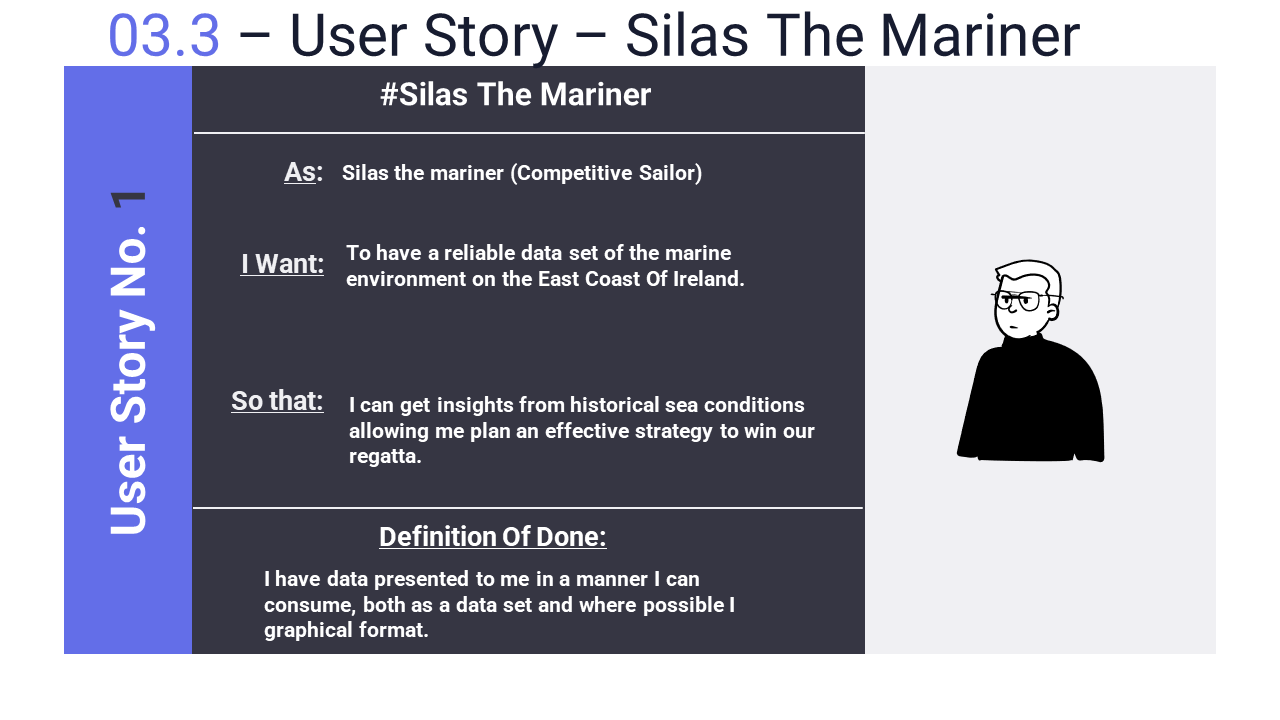 03.3 – User Story – Silas The Mariner
User Story No. 1
#Silas The Mariner
As: Silas the mariner (Competitive Sailor)
I Want: To have a reliable data set of the marine
environment on the East Coast Of Ireland.
So that: I can get insights from historical sea conditions
allowing me plan an effective strategy to win our
regatta.
Definition Of Done:
I have data presented to me in a manner I can
consume, both as a data set and where possible I
graphical format.